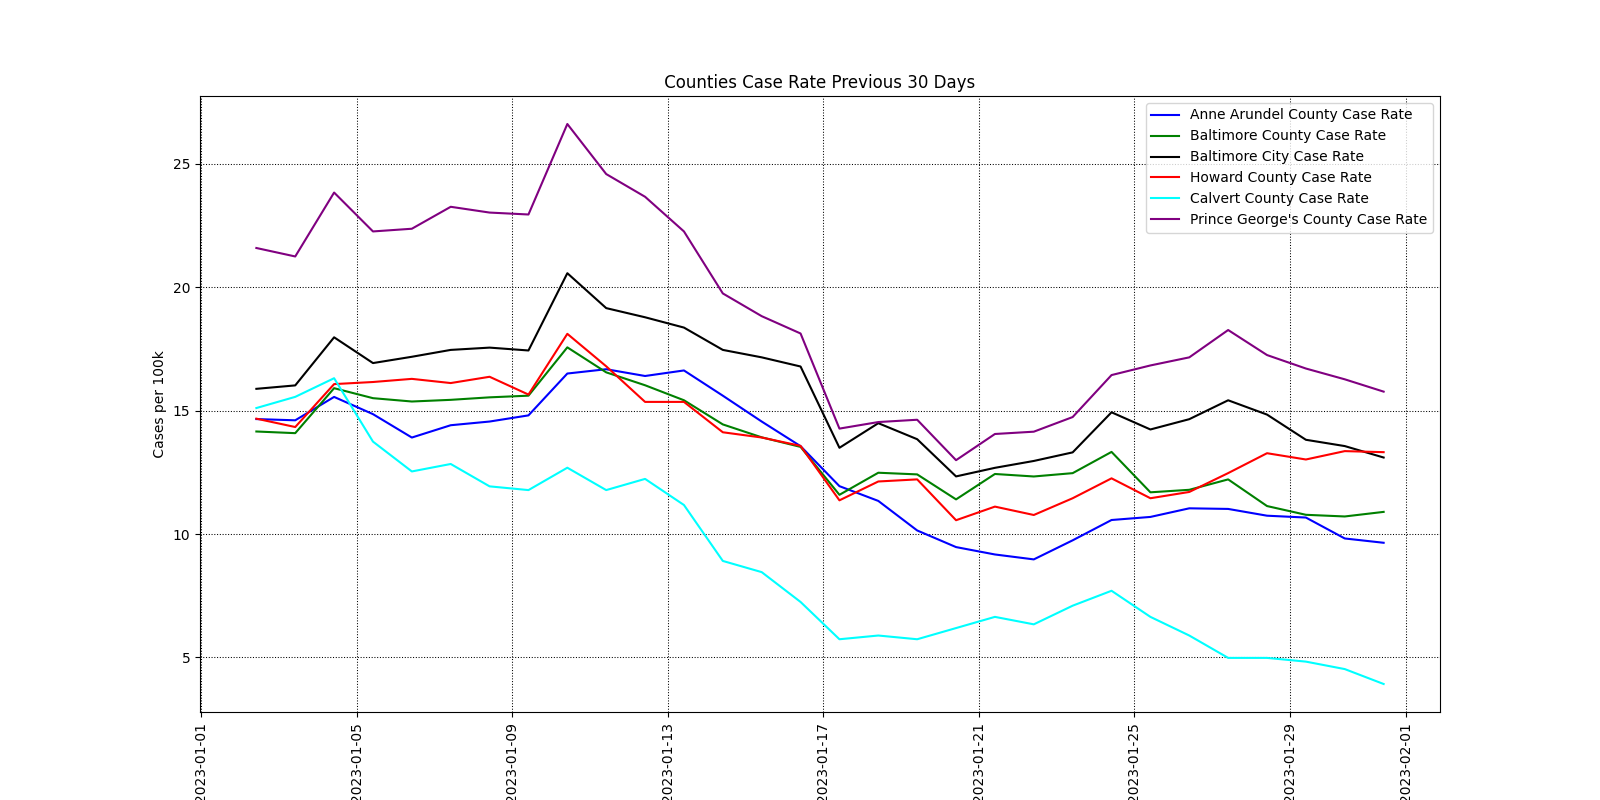 Counties Case Rate Previous 30 Days
Anne Arundel County Case Rate
Baltimore County Case Rate
Baltimore City Case Rate
Howard County Case Rate
Calvert County Case Rate
Prince George's County Case Rate
Cases per 100k
25
20
15
10
5
2023-01-01
2023-01-05
2023-01-09
2023-01-13
2023-01-17
2023-01-21
2023-01-25
2023-01-29
2023-02-01